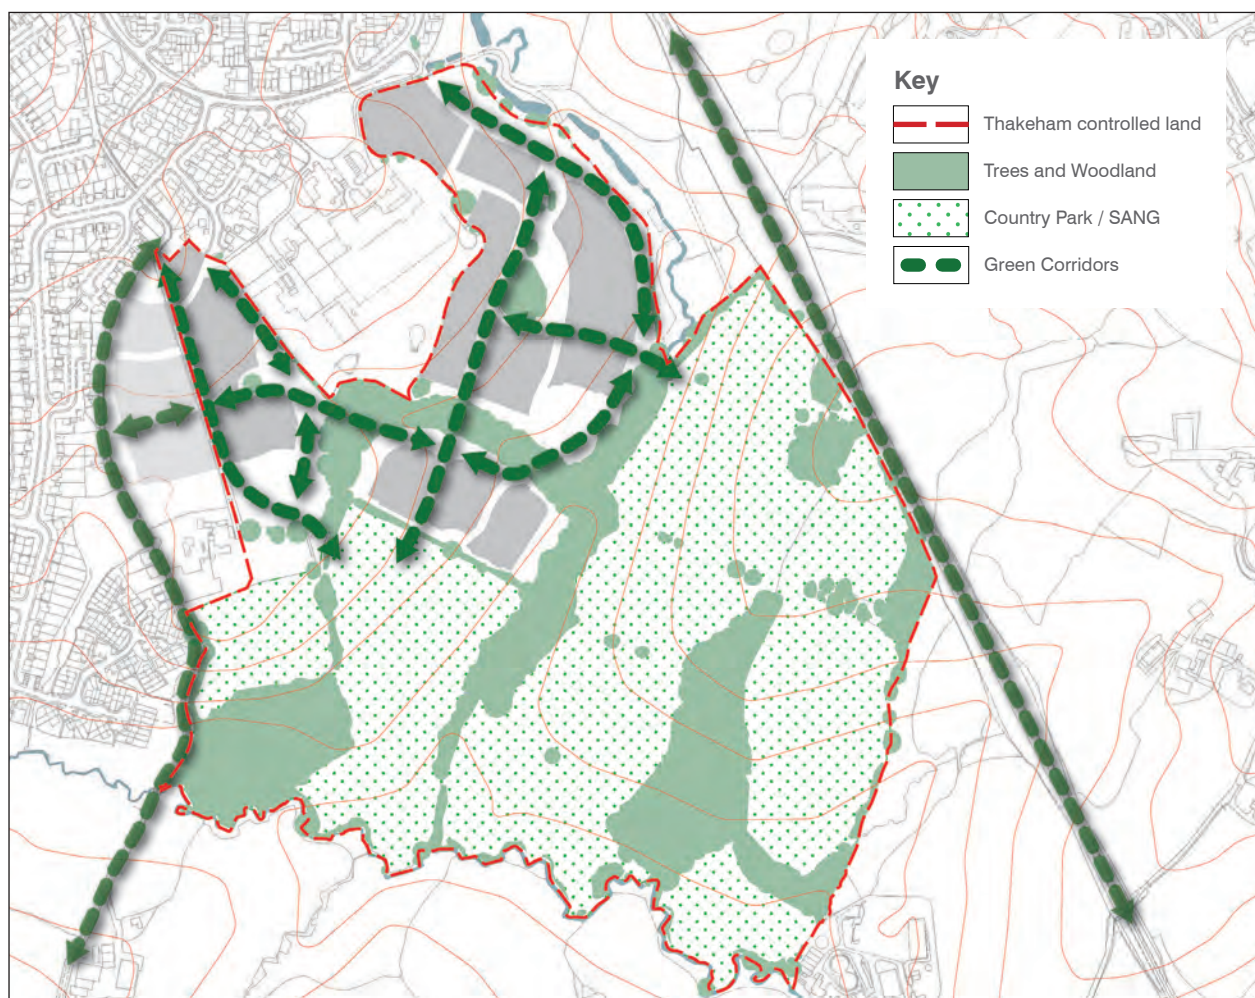 Key
Thakeham controlled land
Trees and Woodland
Country Park / SANG
Green Corridors